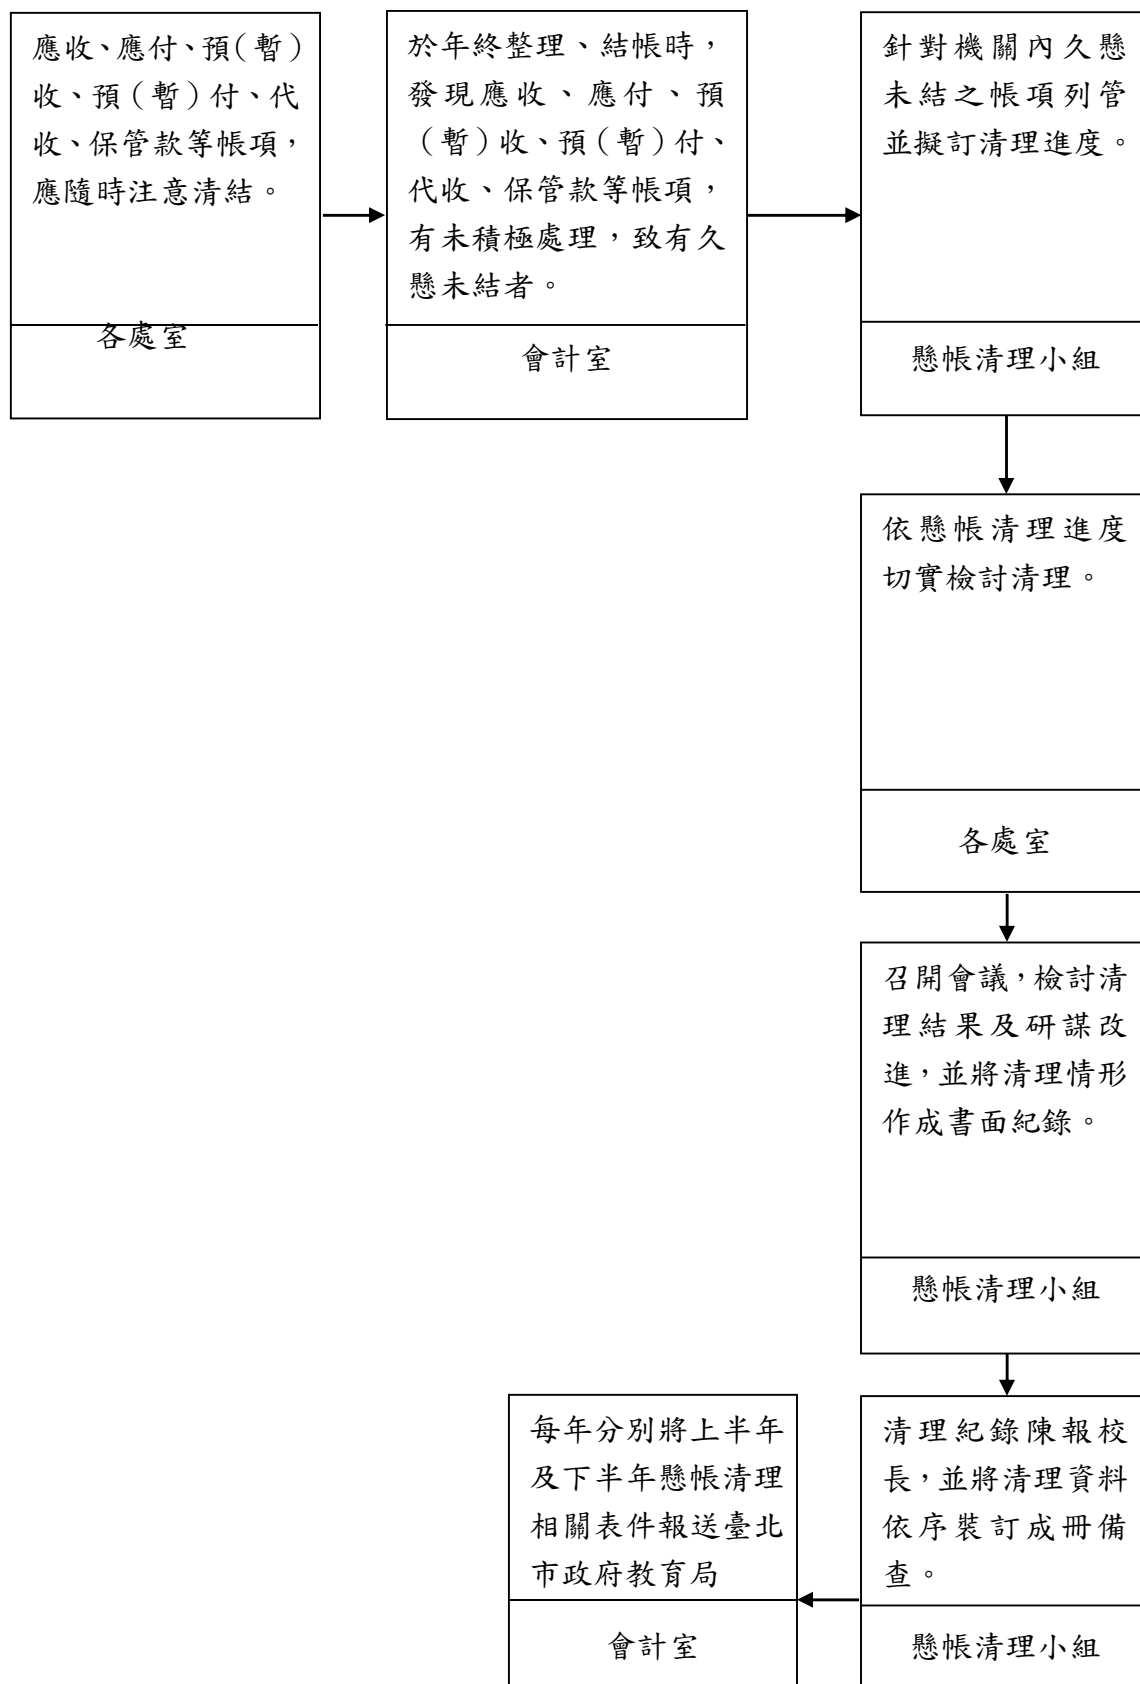 應收、應付、預(暫)
收、預(暫)付、代
收、保管款等帳項，
應隨時注意清結。
各處室
於年終整理、結帳時，
發現應收、應付、預
(暫)收、預(暫)付、
代收、保管款等帳項，
有未積極處理，致有久
懸未結者。
會計室
針對機關內久懸
未結之帳項列管
並擬訂清理進度。
懸帳清理小組
依懸帳清理進度
切實檢討清理。
各處室
召開會議，檢討清
理結果及研謀改
進，並將清理情形
作成書面紀錄。
懸帳清理小組
清理紀錄陳報校
長，並將清理資料
依序裝訂成冊備
查。
懸帳清理小組
每年分別將上半年
及下半年懸帳清理
相關表件報送臺北
市政府教育局
會計室